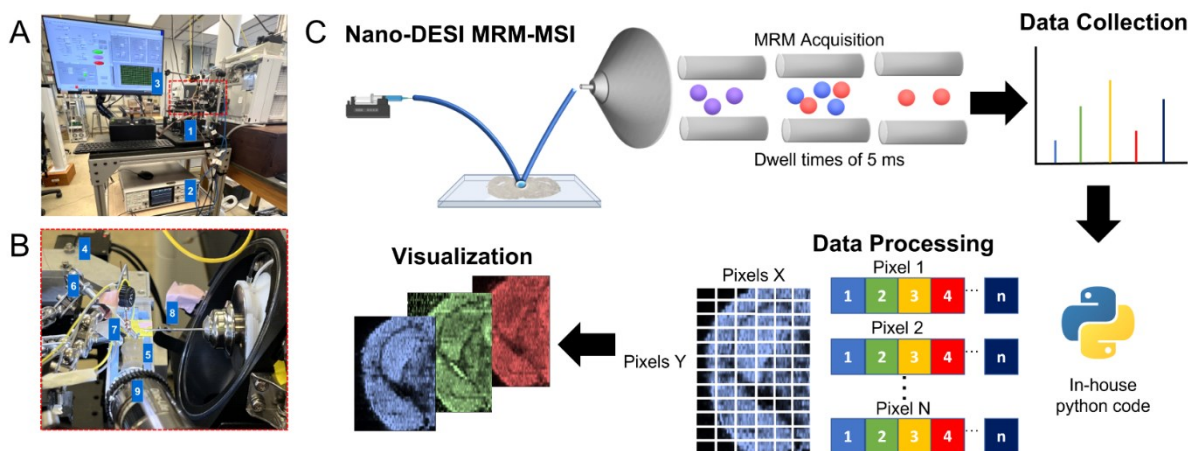 A
3
1
2
B
4
6
7
8
5
9
C
Nano-DESI MRM-MSI
MRM Acquisition
Dwell times of 5 ms
Data Collection
In-house
python code
Data Processing
Pixels X
Pixels Y
Pixel 1
1 2 3 4 ... n
Pixel 2
1 2 3 4 ... n
Pixel N
1 2 3 4 ... n
Visualization